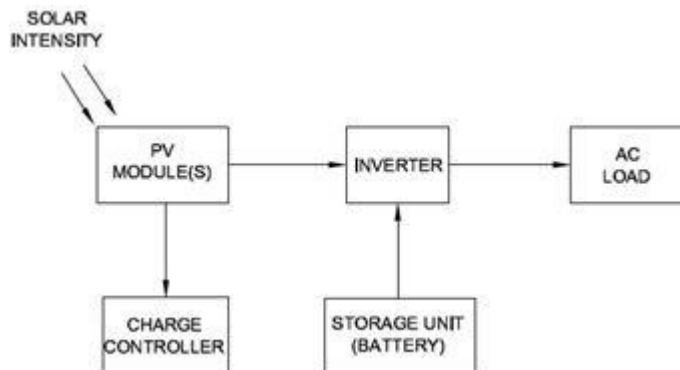 SOLAR
INTENSITY
PV
MODULE(S)
INVERTER
AC
LOAD
CHARGE
CONTROLLER
STORAGE UNIT
(BATTERY)